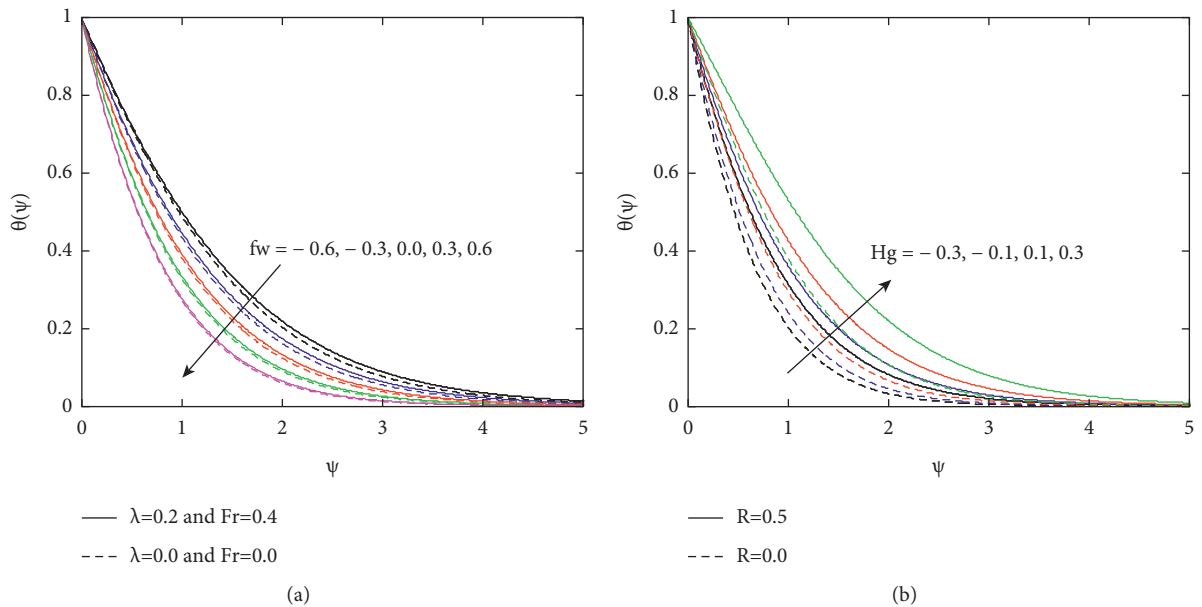 1
0.8
0.6
0.4
0.2
0
θ(ψ)
fw = – 0.6, – 0.3, 0.0, 0.3, 0.6
0 1 2 3 4 5
ψ
λ=0.2 and Fr=0.4
λ=0.0 and Fr=0.0
(a)
1
0.8
0.6
0.4
0.2
0
θ(ψ)
Hg = – 0.3, – 0.1, 0.1, 0.3
0 1 2 3 4 5
ψ
R=0.5
R=0.0
(b)